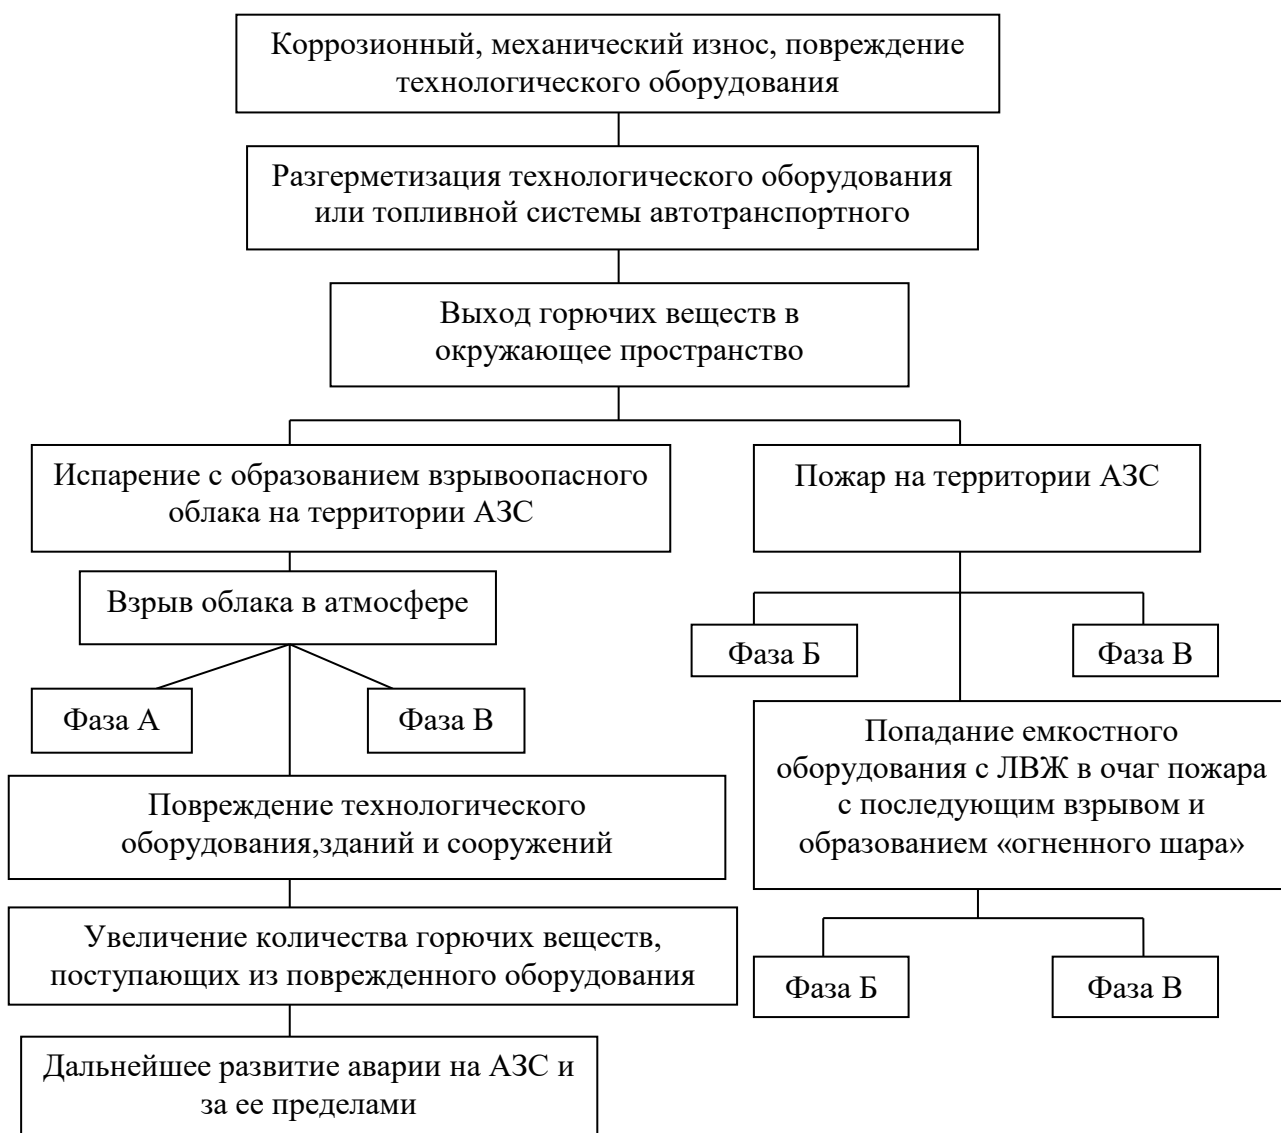 Коррозионный, механический износ, повреждение
технологического оборудования
Разгерметизация технологического оборудования
или топливной системы автотранспортного
Выход горючих веществ в
окружающее пространство
Испарение с образованием взрывоопасного
облака на территории АЗС
Пожар на территории АЗС
Взрыв облака в атмосфере
Фаза Б
Фаза В
Фаза А
Фаза В
Попадание емкостного
оборудования с ЛВЖ в очаг пожара
с последующим взрывом и
образованием «огненного шара»
Повреждение технологического
оборудования,зданий и сооружений
Увеличение количества горючих веществ,
поступающих из поврежденного оборудования
Фаза Б
Фаза В
Дальнейшее развитие аварии на АЗС и
за ее пределами